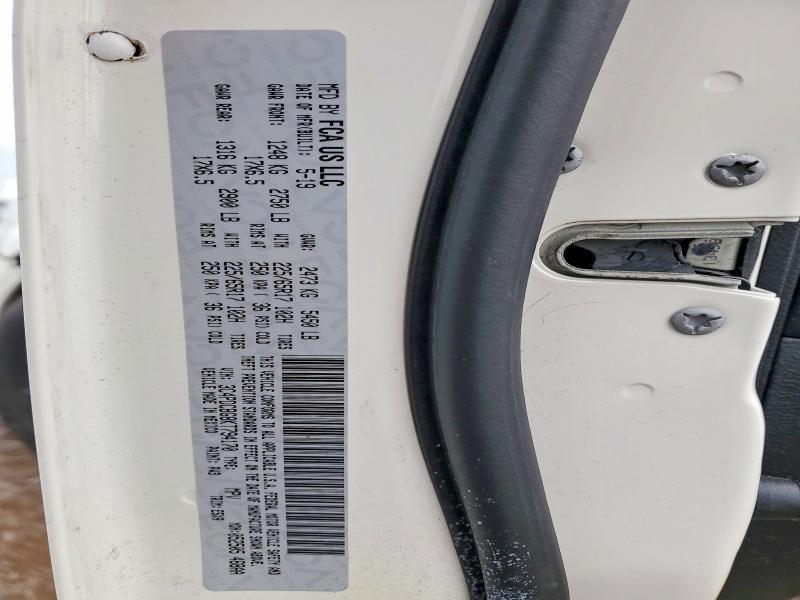 MFD BY FCA US LLC
DATE OF MFR(BUILT): 5-19 GVWR: 2473 KG 5450 LB
GAWR FRONT: 1248 KG 2750 LB WITH 225/65R17 102H TIRES
17X6.5 RIMS AT 250 KPA( 36 PSI) COLD
GAWR REAR: 1316 KG 2900 LB WITH 225/65R17 102H TIRES
17X6.5 RIMS AT 250 KPA( 36 PSI) COLD
THIS VEHICLE CONFORMS TO ALL APPLICABLE U.S.A. FEDERAL MOTOR VEHICLE SAFETY AND
THEFT PREVENTION STANDARDS IN EFFECT ON THE DATE OF MANUFACTURE SHOWN ABOVE.
VIN: TYPE: MPV
VEHICLE MADE IN MEXICO PAINT: